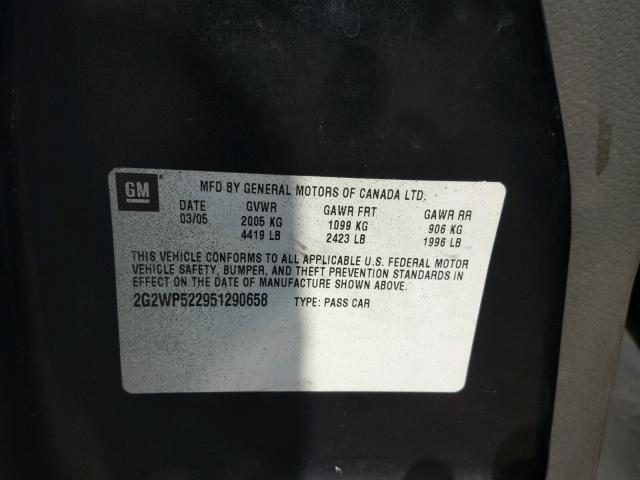 GM MFD BY GENERAL MOTORS OF CANADA LTD.
DATE GVWR GAWR FRT GAWR RR
03/05 2005 KG 1099 KG 906 KG
4419 LB 2423 LB 1996 LB
THIS VEHICLE CONFORMS TO ALL APPLICABLE U.S. FEDERAL MOTOR
VEHICLE SAFETY, BUMPER, AND THEFT PREVENTION STANDARDS IN
EFFECT ON THE DATE OF MANUFACTURE SHOWN ABOVE.
2G2WP522951290658 TYPE: PASS CAR